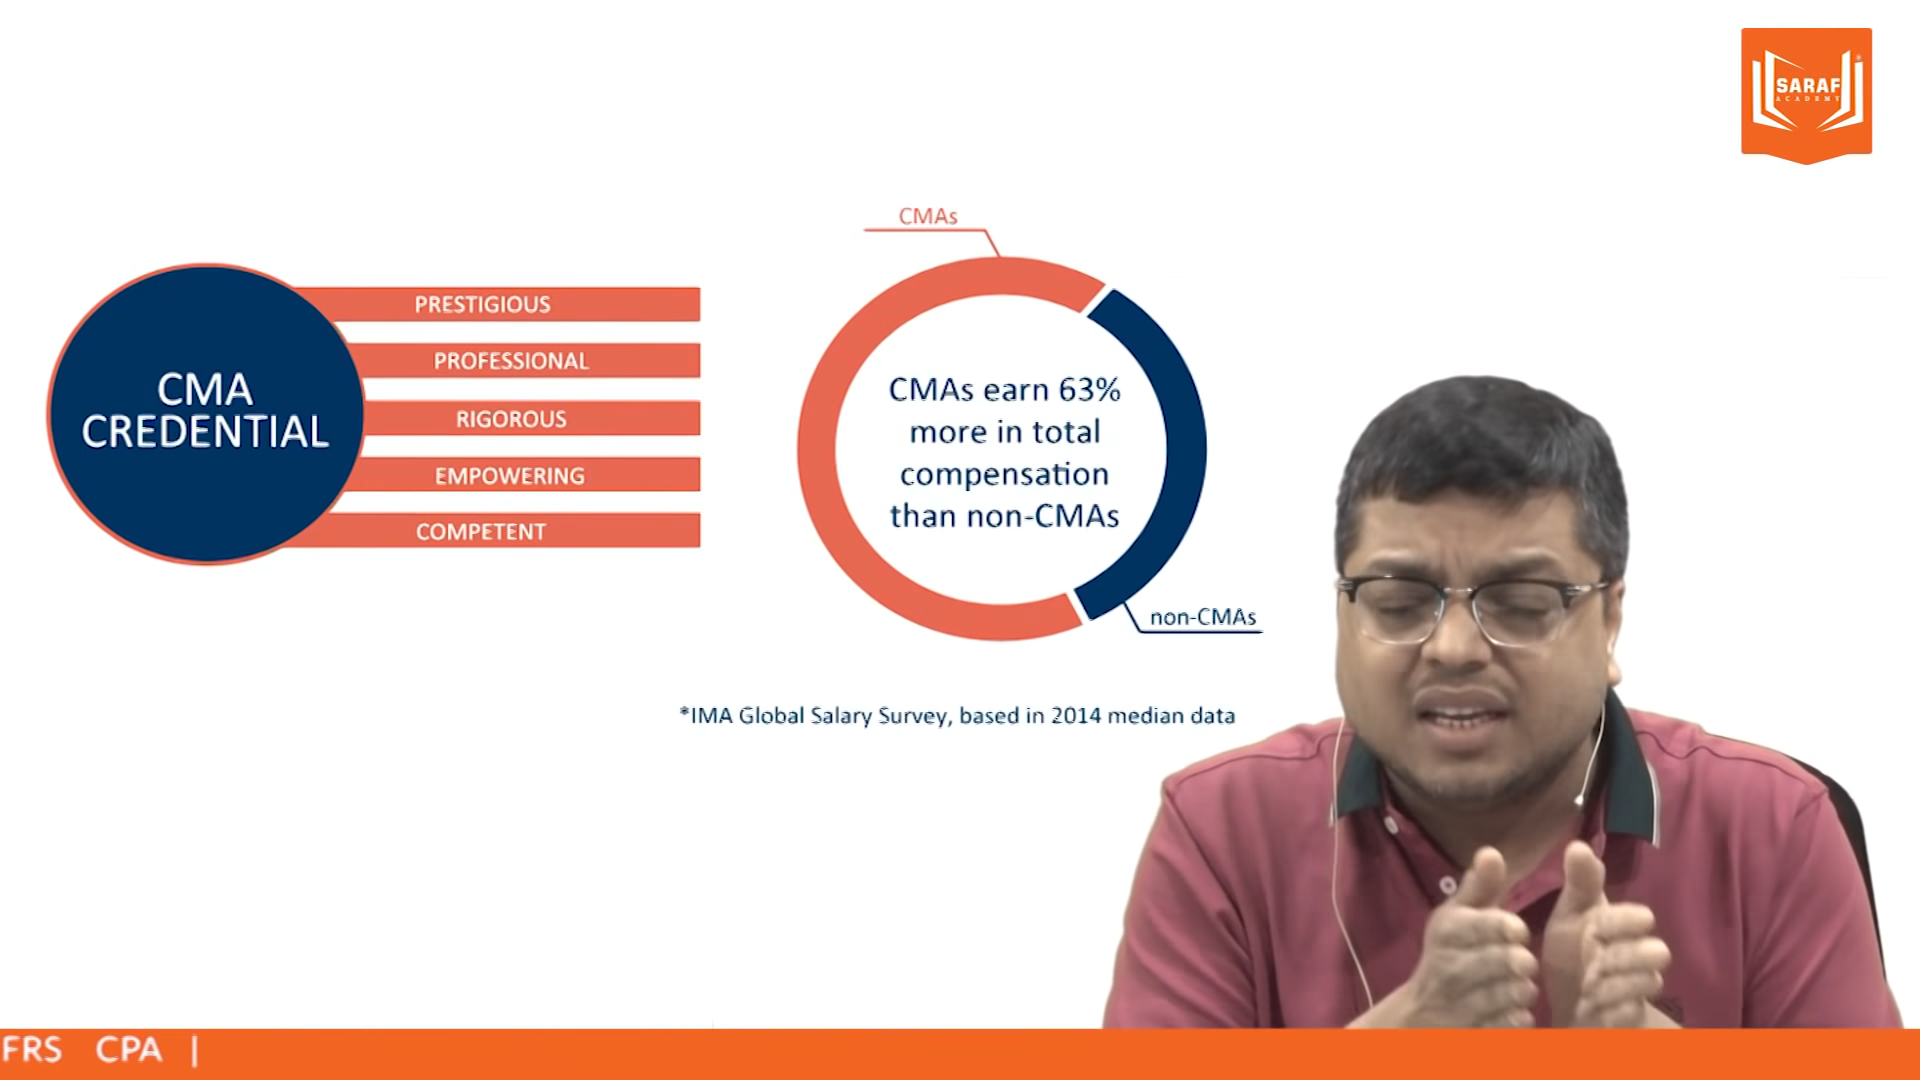 SARAF
ACADEMY
CMAs
CMA
CREDENTIAL
PRESTIGIOUS
PROFESSIONAL
RIGOROUS
EMPOWERING
COMPETENT
CMAs earn 63%
more in total
compensation
than non-CMAs
non-CMAs
*IMA Global Salary Survey, based in 2014 median data
FRS CPA |